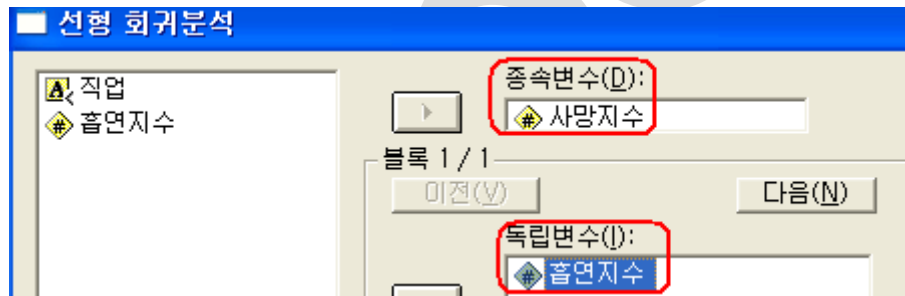 선형 회귀분석
직업
흡연지수
종속변수(D):
사망지수
블록 1 / 1
이전(V)
다음(N)
독립변수(I):
흡연지수